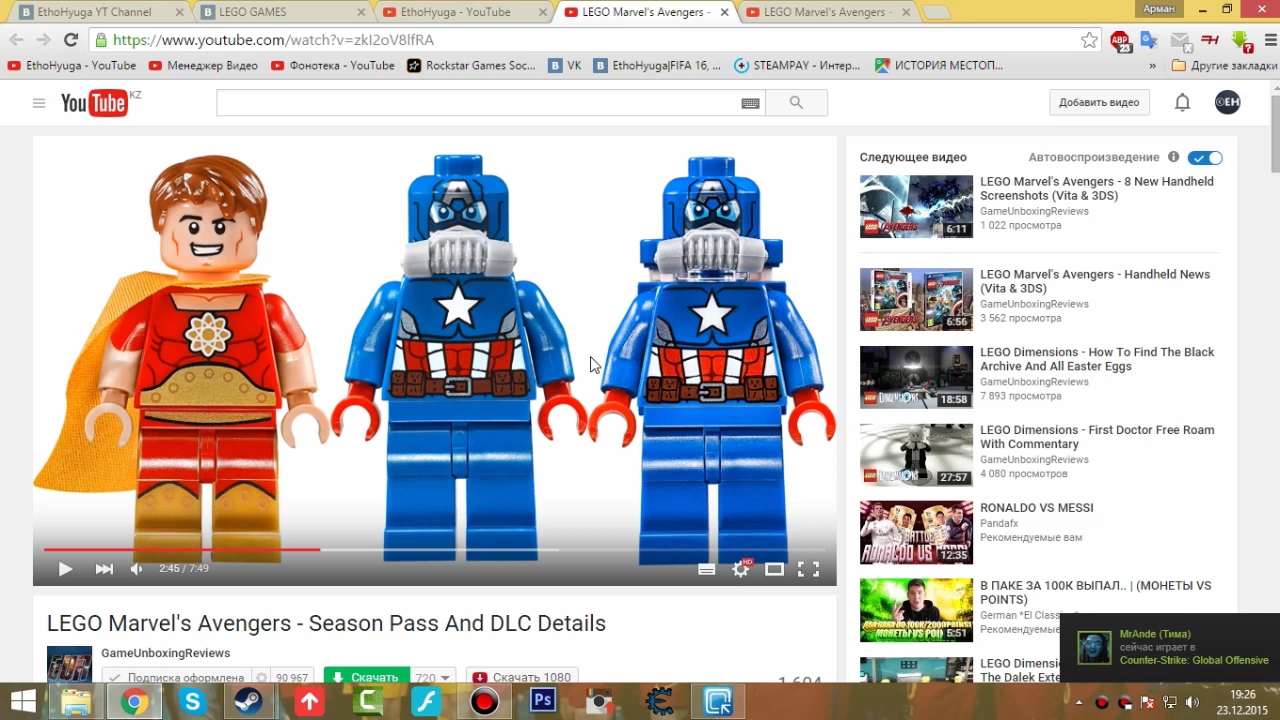 EthoHyuga YT Channel
LEGO GAMES
EthoHyuga - YouTube
LEGO Marvel's Avengers -
LEGO Marvel's Avengers -
Арман
https://www.youtube.com/watch?v=zkI2oV8lfRA
ABP
23
EthoHyuga - YouTube
Менеджер Видео
Фонотека - YouTube
Rockstar Games Soc...
VK
EthoHyuga|FIFA 16, ...
STEAMPAY - Интер...
ИСТОРИЯ МЕСТОП...
Другие закладки
YouTube KZ
Добавить видео
©EH
Следующее видео
Автовоспроизведение
LEGO Marvel's Avengers - 8 New Handheld
Screenshots (Vita & 3DS)
GameUnboxingReviews
1 022 просмотра
6:11
LEGO Marvel's Avengers - Handheld News
(Vita & 3DS)
GameUnboxingReviews
3 562 просмотра
6:56
LEGO Dimensions - How To Find The Black
Archive And All Easter Eggs
GameUnboxingReviews
7 893 просмотра
18:58
LEGO Dimensions - First Doctor Free Roam
With Commentary
GameUnboxingReviews
4 080 просмотров
27:57
RONALDO VS MESSI
Pandafx
Рекомендуемые вам
12:35
В ПАКЕ ЗА 100К ВЫПАЛ.. | (МОНЕТЫ VS
POINTS)
German *El Class
Рекомендуемые
5:51
LEGO Dimensi
The Dalek Exte
2:45 / 7:49
HD
LEGO Marvel's Avengers - Season Pass And DLC Details
GameUnboxingReviews
Подписка оформлена
90 967
Скачать
720
Скачать 1080
1 604
MrAnde (Тима)
сейчас играет в
Counter-Strike: Global Offensive
Ps
19:26
23.12.2015